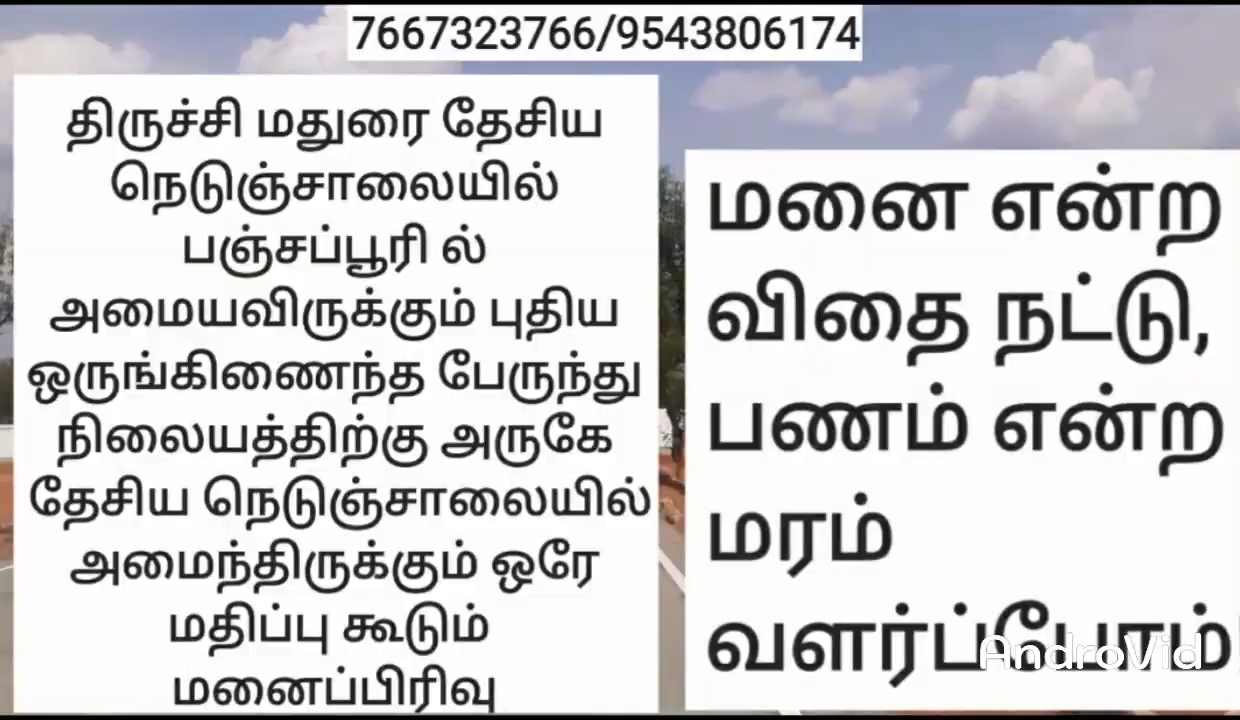 7667323766/9543806174
திருச்சி மதுரை தேசிய
நெடுஞ்சாலையில்
பஞ்சப்பூரி ல்
அமையவிருக்கும் புதிய
ஒருங்கிணைந்த பேருந்து
நிலையத்திற்கு அருகே
தேசிய நெடுஞ்சாலையில்
அமைந்திருக்கும் ஒரே
மதிப்பு கூடும்
மனைப்பிரிவு
மனை என்ற
விதை நட்டு,
பணம் என்ற
மரம்
வளர்ப்போம்!
AndroVid